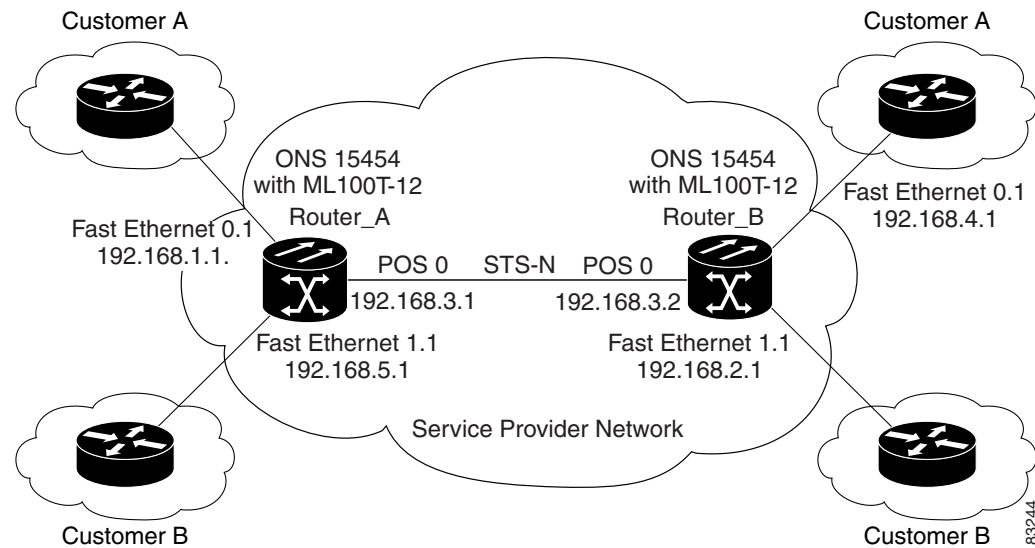 Customer A
Customer A
ONS 15454
with ML100T-12
Router_A
ONS 15454
with ML100T-12
Router_B
Fast Ethernet 0.1
192.168.1.1.
Fast Ethernet 0.1
192.168.4.1
POS 0
STS-N
POS 0
192.168.3.1
192.168.3.2
Fast Ethernet 1.1
192.168.5.1
Fast Ethernet 1.1
192.168.2.1
Service Provider Network
Customer B
Customer B
83244